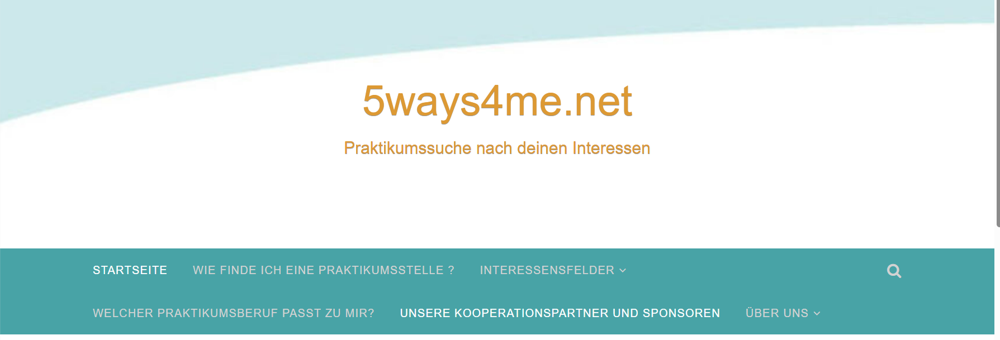 5ways4me.net
Praktikumssuche nach deinen Interessen
STARTSEITE WIE FINDE ICH EINE PRAKTIKUMSSTELLE ? INTERESSENSFELDER
WELCHER PRAKTIKUMSBERUF PASST ZU MIR? UNSERE KOOPERATIONSPARTNER UND SPONSOREN ÜBER UNS